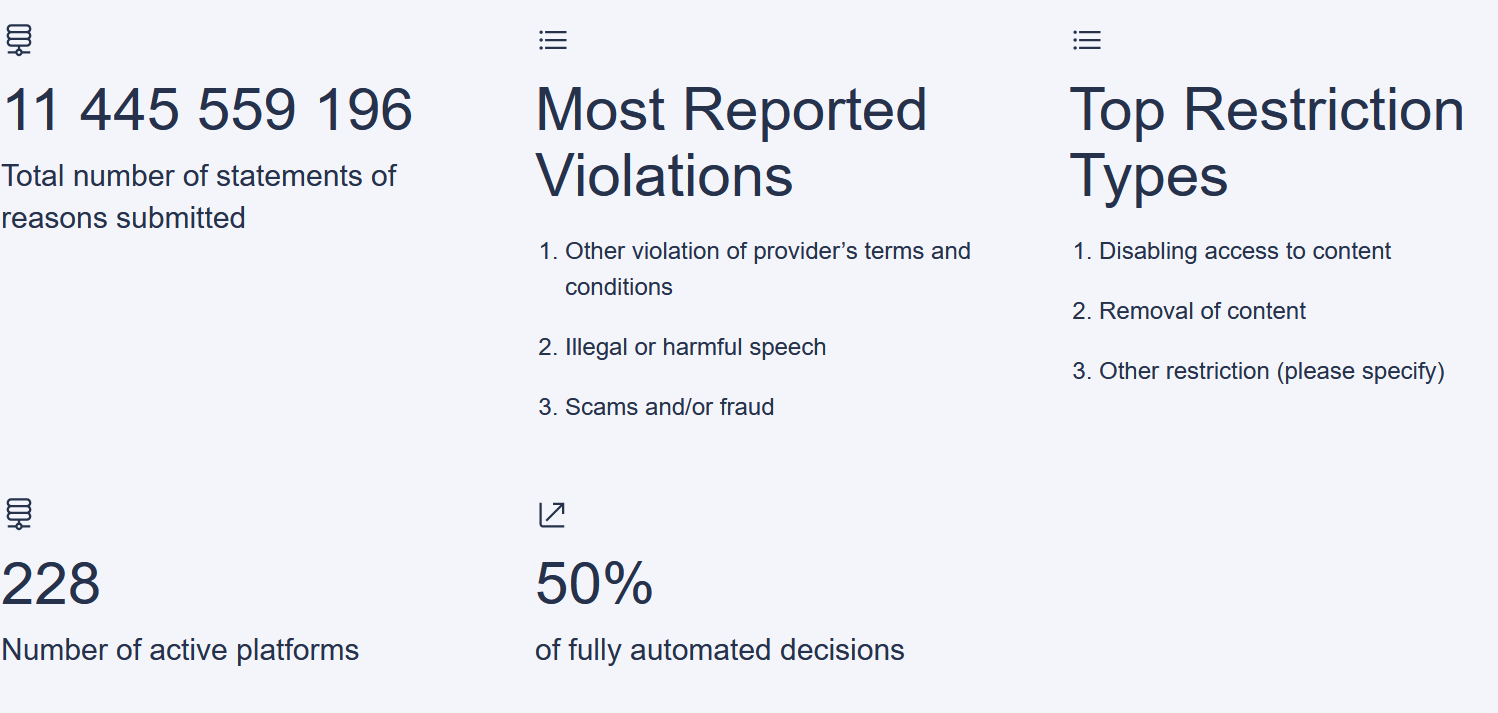 11 445 559 196
Total number of statements of
reasons submitted
Most Reported
Violations
1. Other violation of provider’s terms and
conditions
2. Illegal or harmful speech
3. Scams and/or fraud
Top Restriction
Types
1. Disabling access to content
2. Removal of content
3. Other restriction (please specify)
228
Number of active platforms
50%
of fully automated decisions